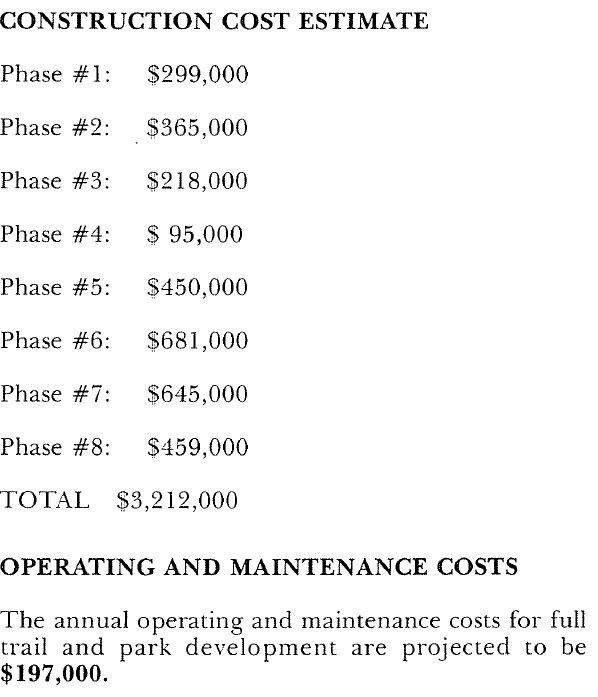 CONSTRUCTION COST ESTIMATE
Phase #1: $299,000
Phase #2: $365,000
Phase #3: $218,000
Phase #4: $ 95,000
Phase #5: $450,000
Phase #6: $681,000
Phase #7: $645,000
Phase #8: $459,000
TOTAL $3,212,000
OPERATING AND MAINTENANCE COSTS
The annual operating and maintenance costs for full
trail and park development are projected to be
$197,000.